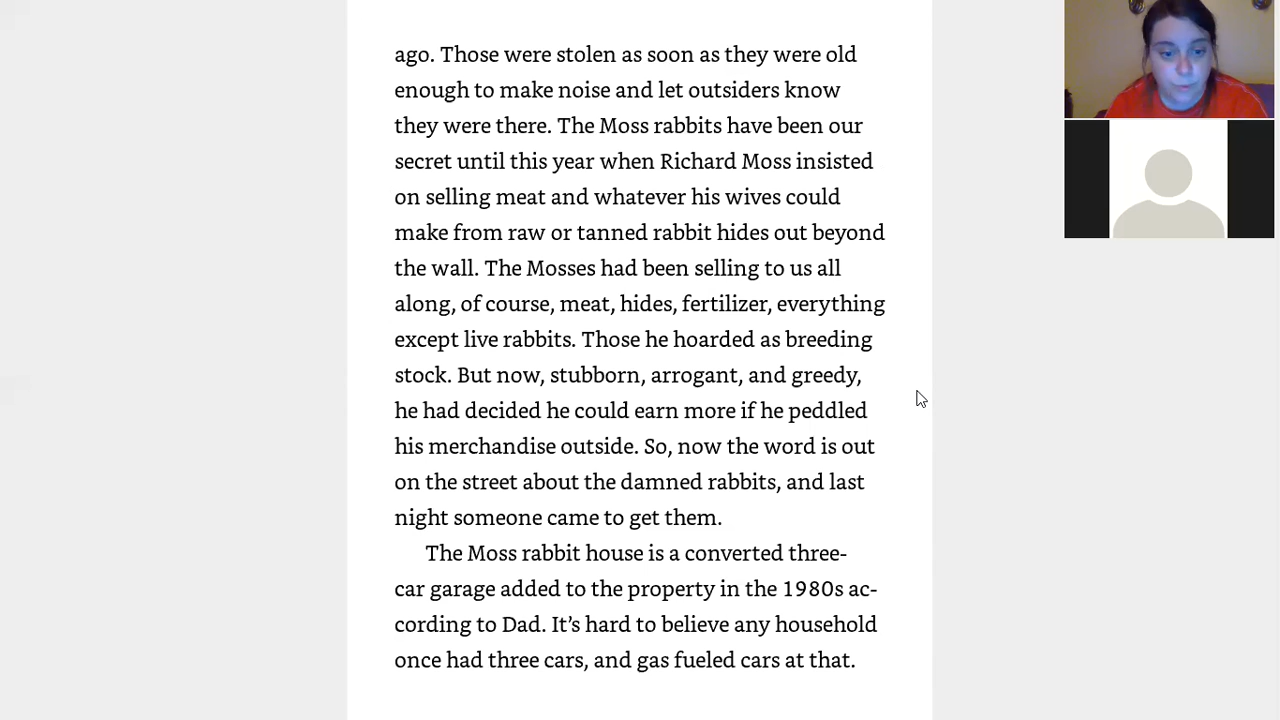 ago. Those were stolen as soon as they were old
enough to make noise and let outsiders know
they were there. The Moss rabbits have been our
secret until this year when Richard Moss insisted
on selling meat and whatever his wives could
make from raw or tanned rabbit hides out beyond
the wall. The Mosses had been selling to us all
along, of course, meat, hides, fertilizer, everything
except live rabbits. Those he hoarded as breeding
stock. But now, stubborn, arrogant, and greedy,
he had decided he could earn more if he peddled
his merchandise outside. So, now the word is out
on the street about the damned rabbits, and last
night someone came to get them.
The Moss rabbit house is a converted three-
car garage added to the property in the 1980s ac-
cording to Dad. It’s hard to believe any household
once had three cars, and gas fueled cars at that.